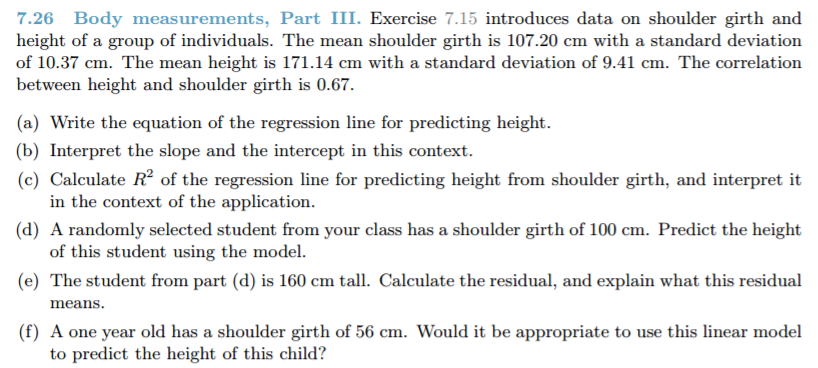 7.26 Body measurements, Part III. Exercise 7.15 introduces data on shoulder girth and
height of a group of individuals. The mean shoulder girth is 107.20 cm with a standard deviation
of 10.37 cm. The mean height is 171.14 cm with a standard deviation of 9.41 cm. The correlation
between height and shoulder girth is 0.67.
(a) Write the equation of the regression line for predicting height.
(b) Interpret the slope and the intercept in this context.
(c) Calculate R² of the regression line for predicting height from shoulder girth, and interpret it
in the context of the application.
(d) A randomly selected student from your class has a shoulder girth of 100 cm. Predict the height
of this student using the model.
(e) The student from part (d) is 160 cm tall. Calculate the residual, and explain what this residual
means.
(f) A one year old has a shoulder girth of 56 cm. Would it be appropriate to use this linear model
to predict the height of this child?